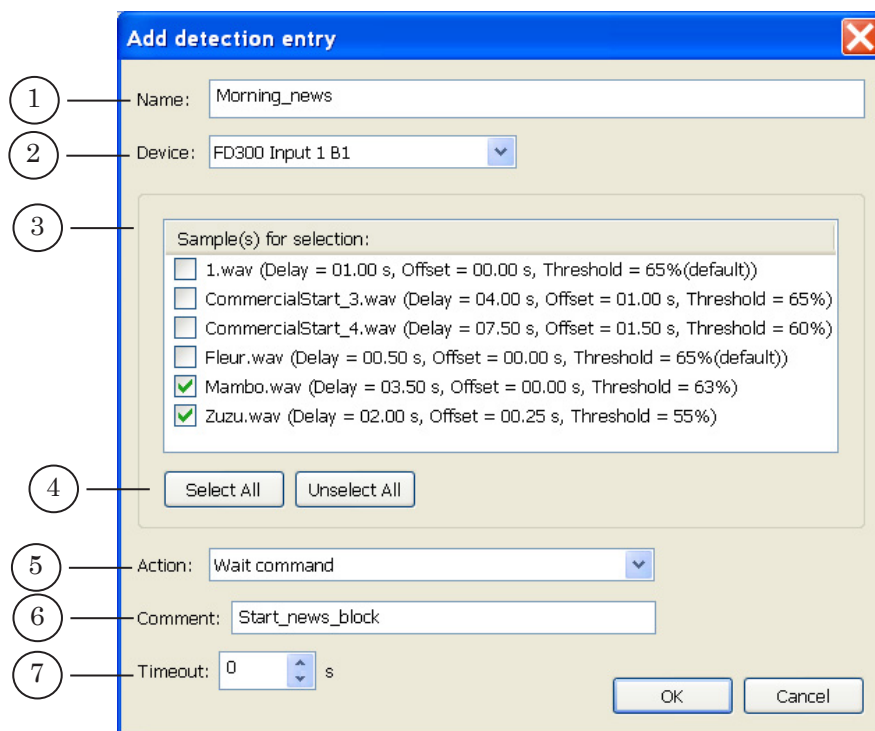 Add detection entry
1 Name: Morning_news
2 Device: FD300 Input 1 B1
3
Sample(s) for selection:
1.wav (Delay = 01.00 s, Offset = 00.00 s, Threshold = 65%(default))
CommercialStart_3.wav (Delay = 04.00 s, Offset = 01.00 s, Threshold = 65%)
CommercialStart_4.wav (Delay = 07.50 s, Offset = 01.50 s, Threshold = 60%)
Fleur.wav (Delay = 00.50 s, Offset = 00.00 s, Threshold = 65%(default))
Mambo.wav (Delay = 03.50 s, Offset = 00.00 s, Threshold = 63%)
Zuzu.wav (Delay = 02.00 s, Offset = 00.25 s, Threshold = 55%)
4 Select All Unselect All
5 Action: Wait command
6 Comment: Start_news_block
7 Timeout: 0 s
OK Cancel